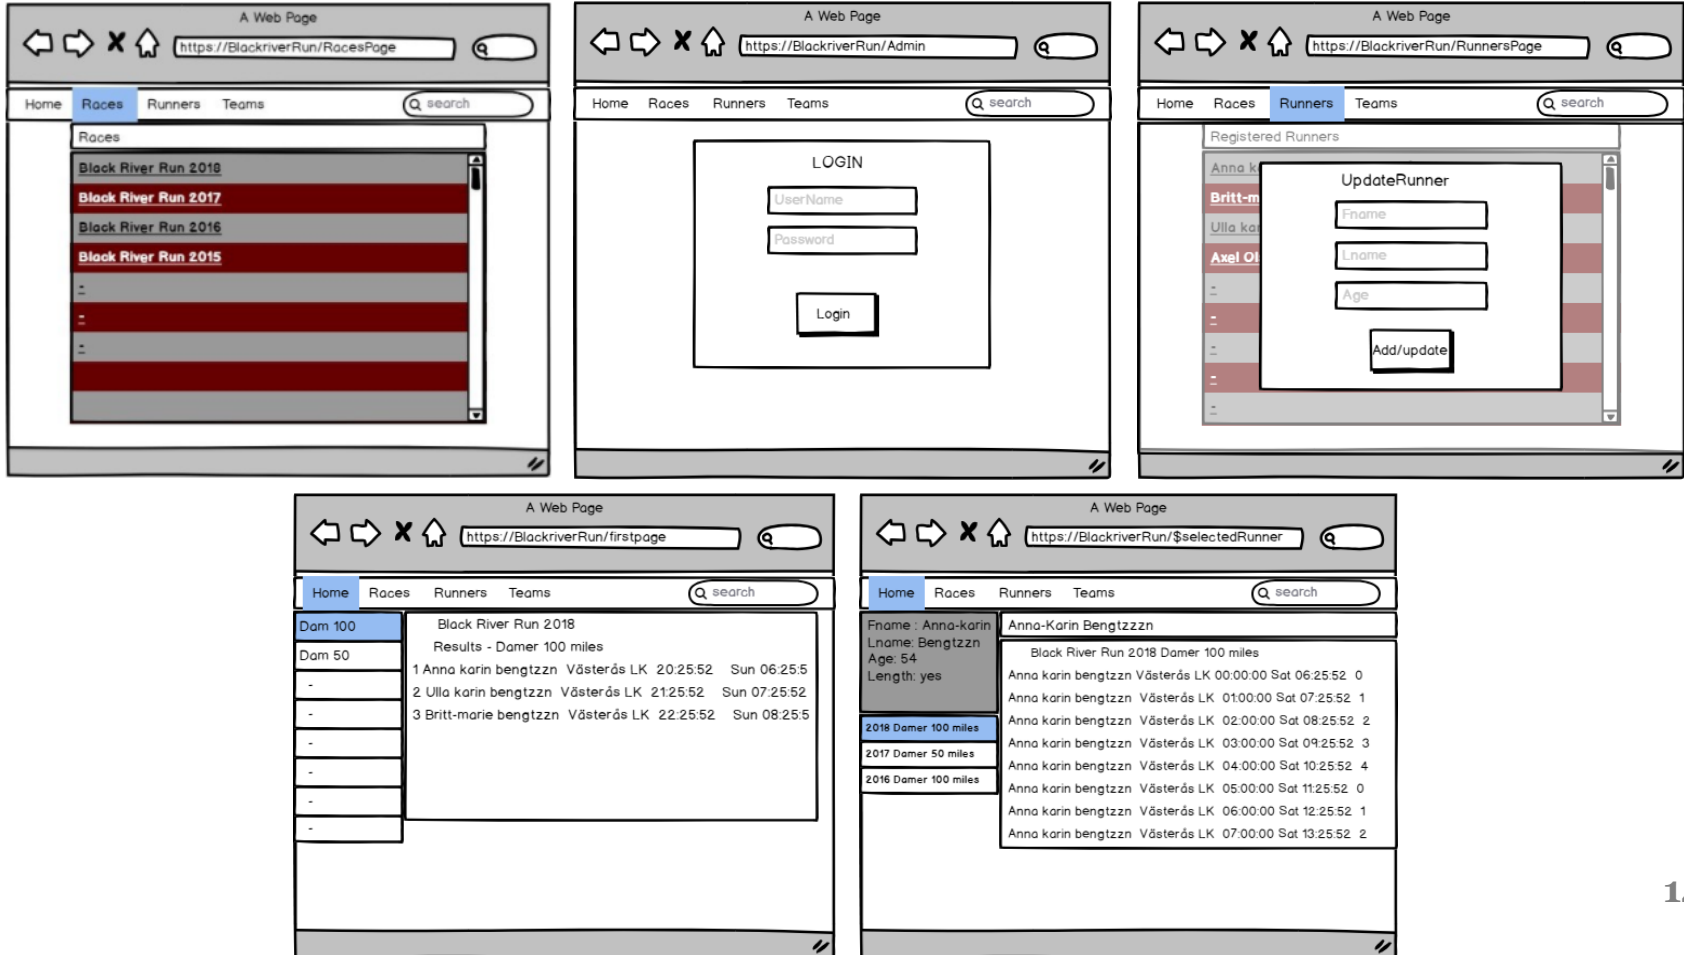 A Web Page
https://BlackriverRun/RacesPage
Home Races Runners Teams search
Races
Black River Run 2018
Black River Run 2017
Black River Run 2016
Black River Run 2015
-
-
-
A Web Page
https://BlackriverRun/Admin
Home Races Runners Teams search
LOGIN
UserName
Password
Login
A Web Page
https://BlackriverRun/RunnersPage
Home Races Runners Teams search
Registered Runners
Anna k
Britt-m
Ulla kar
Axel Ol
-
-
-
-
-
UpdateRunner
Fname
Lname
Age
Add/update
A Web Page
https://BlackriverRun/firstpage
Home Races Runners Teams search
Dam 100
Dam 50
-
-
-
-
-
-
Black River Run 2018
Results - Damer 100 miles
1 Anna karin bengtzzn Västerås LK 20:25:52 Sun 06:25:5
2 Ulla karin bengtzzn Västerås LK 21:25:52 Sun 07:25:52
3 Britt-marie bengtzzn Västerås LK 22:25:52 Sun 08:25:5
A Web Page
https://BlackriverRun/$selectedRunner
Home Races Runners Teams search
Fname : Anna-karin
Lname: Bengtzzn
Age: 54
Length: yes
2018 Damer 100 miles
2017 Damer 50 miles
2016 Damer 100 miles
Anna-Karin Bengtzzzn
Black River Run 2018 Damer 100 miles
Anna karin bengtzzn Västerås LK 00:00:00 Sat 06:25:52 0
Anna karin bengtzzn Västerås LK 01:00:00 Sat 07:25:52 1
Anna karin bengtzzn Västerås LK 02:00:00 Sat 08:25:52 2
Anna karin bengtzzn Västerås LK 03:00:00 Sat 09:25:52 3
Anna karin bengtzzn Västerås LK 04:00:00 Sat 10:25:52 4
Anna karin bengtzzn Västerås LK 05:00:00 Sat 11:25:52 0
Anna karin bengtzzn Västerås LK 06:00:00 Sat 12:25:52 1
Anna karin bengtzzn Västerås LK 07:00:00 Sat 13:25:52 2